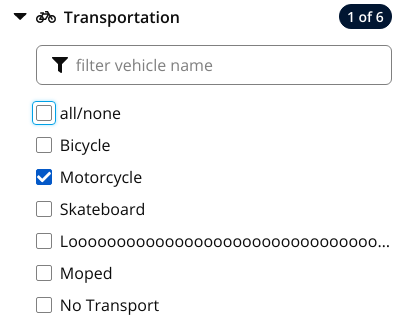 Transportation 1 of 6
filter vehicle name
all/none
Bicycle
Motorcycle
Skateboard
Looooooooooooooooooooooooooooooooo...
Moped
No Transport